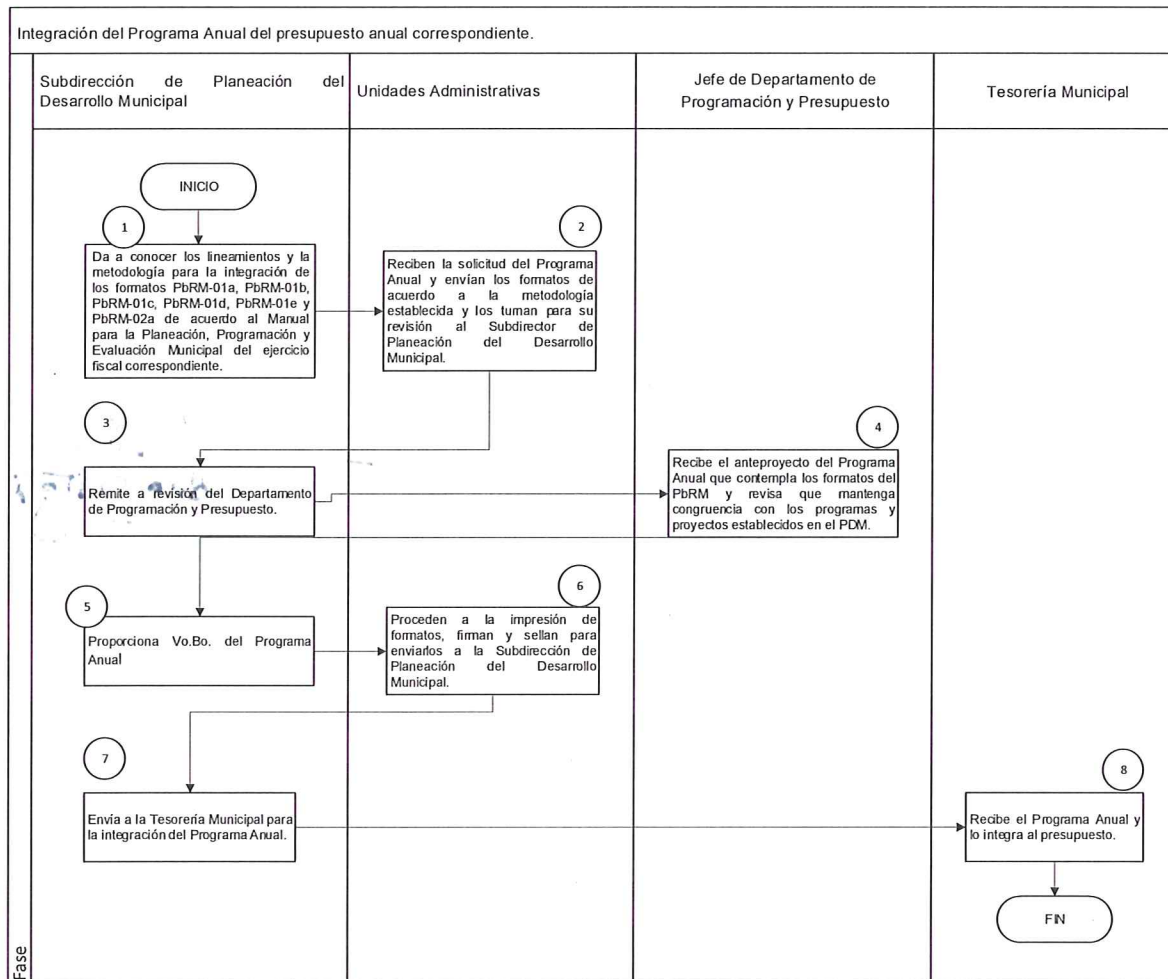 Integración del Programa Anual del presupuesto anual correspondiente.
Subdirección de Planeación del
Desarrollo Municipal
Unidades Administrativas
Jefe de Departamento de
Programación y Presupuesto
Tesorería Municipal
INICIO
1
Da a conocer los lineamientos y la
metodología para la integración de
los formatos PbRM-01a, PbRM-01b,
PbRM-01c, PbRM-01d, PbRM-01e y
PbRM-02a de acuerdo al Manual
para la Planeación, Programación y
Evaluación Municipal del ejercicio
fiscal correspondiente.
2
Reciben la solicitud del Programa
Anual y envían los formatos de
acuerdo a la metodología
establecida y los turnan para su
revisión al Subdirector de
Planeación del Desarrollo
Municipal.
3
Remite a revisión del Departamento
de Programación y Presupuesto.
4
Recibe el anteproyecto del Programa
Anual que contempla los formatos del
PbRM y revisa que mantenga
congruencia con los programas y
proyectos establecidos en el PDM.
5
Proporciona Vo.Bo. del Programa
Anual
6
Proceden a la impresión de
formatos, firman y sellan para
enviarlos a la Subdirección de
Planeación del Desarrollo
Municipal.
7
Envía a la Tesorería Municipal para
la integración del Programa Anual.
8
Recibe el Programa Anual y
lo integra al presupuesto.
FIN
Fase